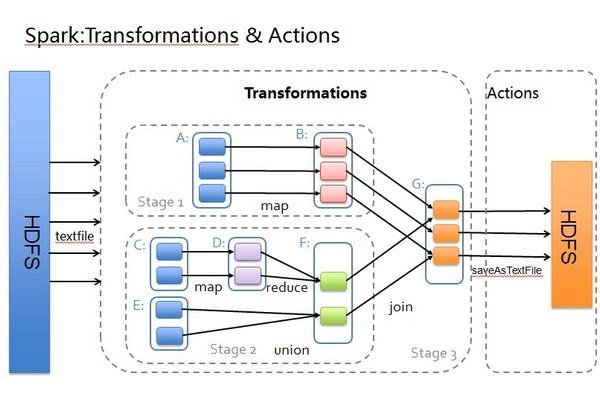 Spark:Transformations & Actions
Transformations
Actions
HDFS
textfile
A:
B:
Stage 1
map
G:
C:
D:
F:
map
reduce
E:
Stage 2
union
join
Stage 3
saveAsTextFile
HDFS